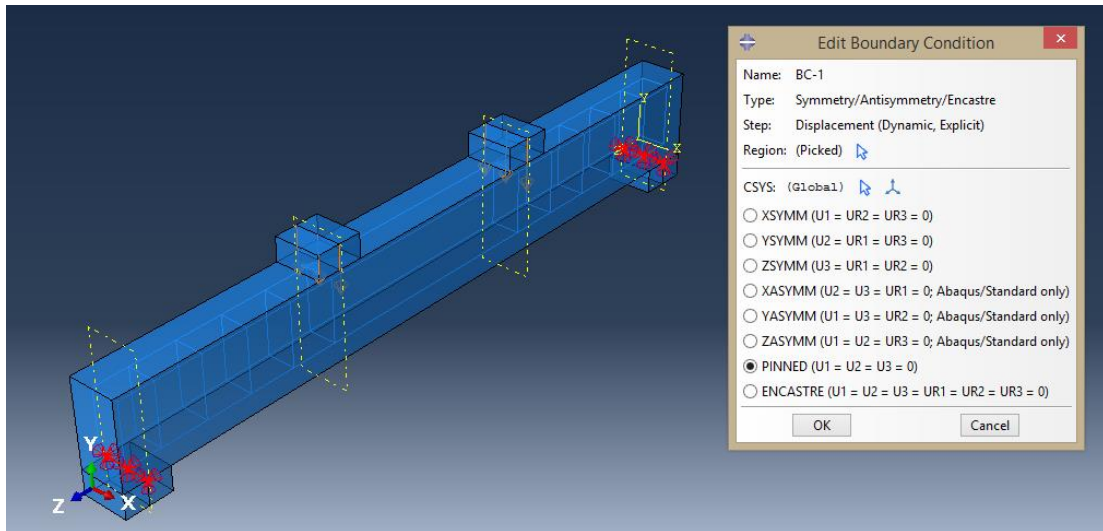 Edit Boundary Condition
Name: BC-1
Type: Symmetry/Antisymmetry/Encastre
Step: Displacement (Dynamic, Explicit)
Region: (Picked)
CSYS: (Global)
XSYMM (U1 = UR2 = UR3 = 0)
YSYMM (U2 = UR1 = UR3 = 0)
ZSYMM (U3 = UR1 = UR2 = 0)
XASYMM (U2 = U3 = UR1 = 0; Abaqus/Standard only)
YASYMM (U1 = U3 = UR2 = 0; Abaqus/Standard only)
ZASYMM (U1 = U2 = UR3 = 0; Abaqus/Standard only)
PINNED (U1 = U2 = U3 = 0)
ENCASTRE (U1 = U2 = U3 = UR1 = UR2 = UR3 = 0)
OK Cancel
Y
X
Y
Z X